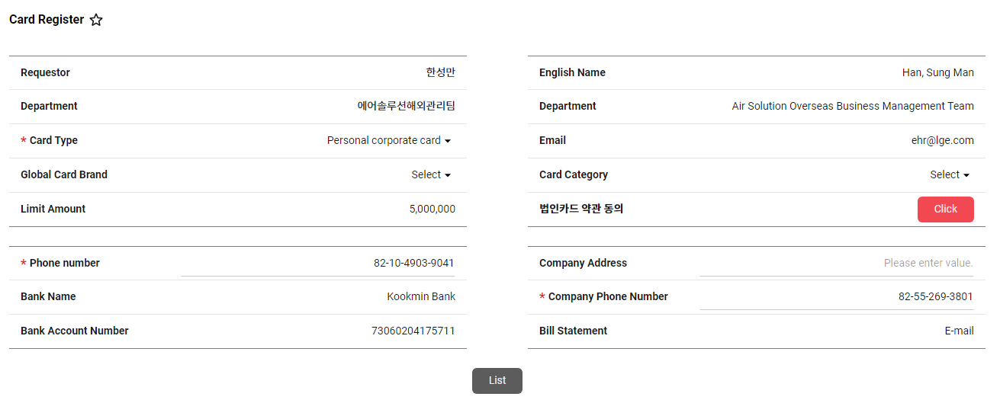 Card Register
Requestor 한성만
English Name Han, Sung Man
Department 에어솔루션해외관리팀
Department Air Solution Overseas Business Management Team
* Card Type Personal corporate card
Email ehr@lge.com
Global Card Brand Select
Card Category Select
Limit Amount 5,000,000
법인카드 약관 동의 Click
* Phone number 82-10-4903-9041
Company Address Please enter value.
Bank Name Kookmin Bank
* Company Phone Number 82-55-269-3801
Bank Account Number 73060204175711
Bill Statement E-mail
List